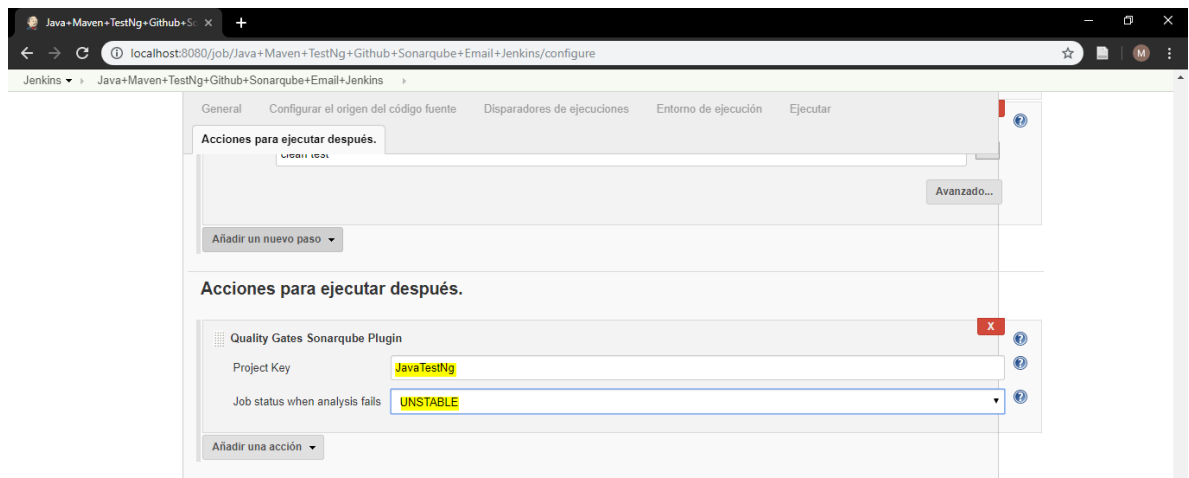 Java+Maven+TestNg+Github+Sc
localhost:8080/job/Java+Maven+TestNg+Github+Sonarqube+Email+Jenkins/configure
M
Jenkins Java+Maven+TestNg+Github+Sonarqube+Email+Jenkins
General Configurar el origen del código fuente Disparadores de ejecuciones Entorno de ejecución Ejecutar
Acciones para ejecutar después.
clean test
Avanzado...
Añadir un nuevo paso
Acciones para ejecutar después.
X
Quality Gates Sonarqube Plugin
Project Key JavaTestNg
Job status when analysis fails UNSTABLE
Añadir una acción